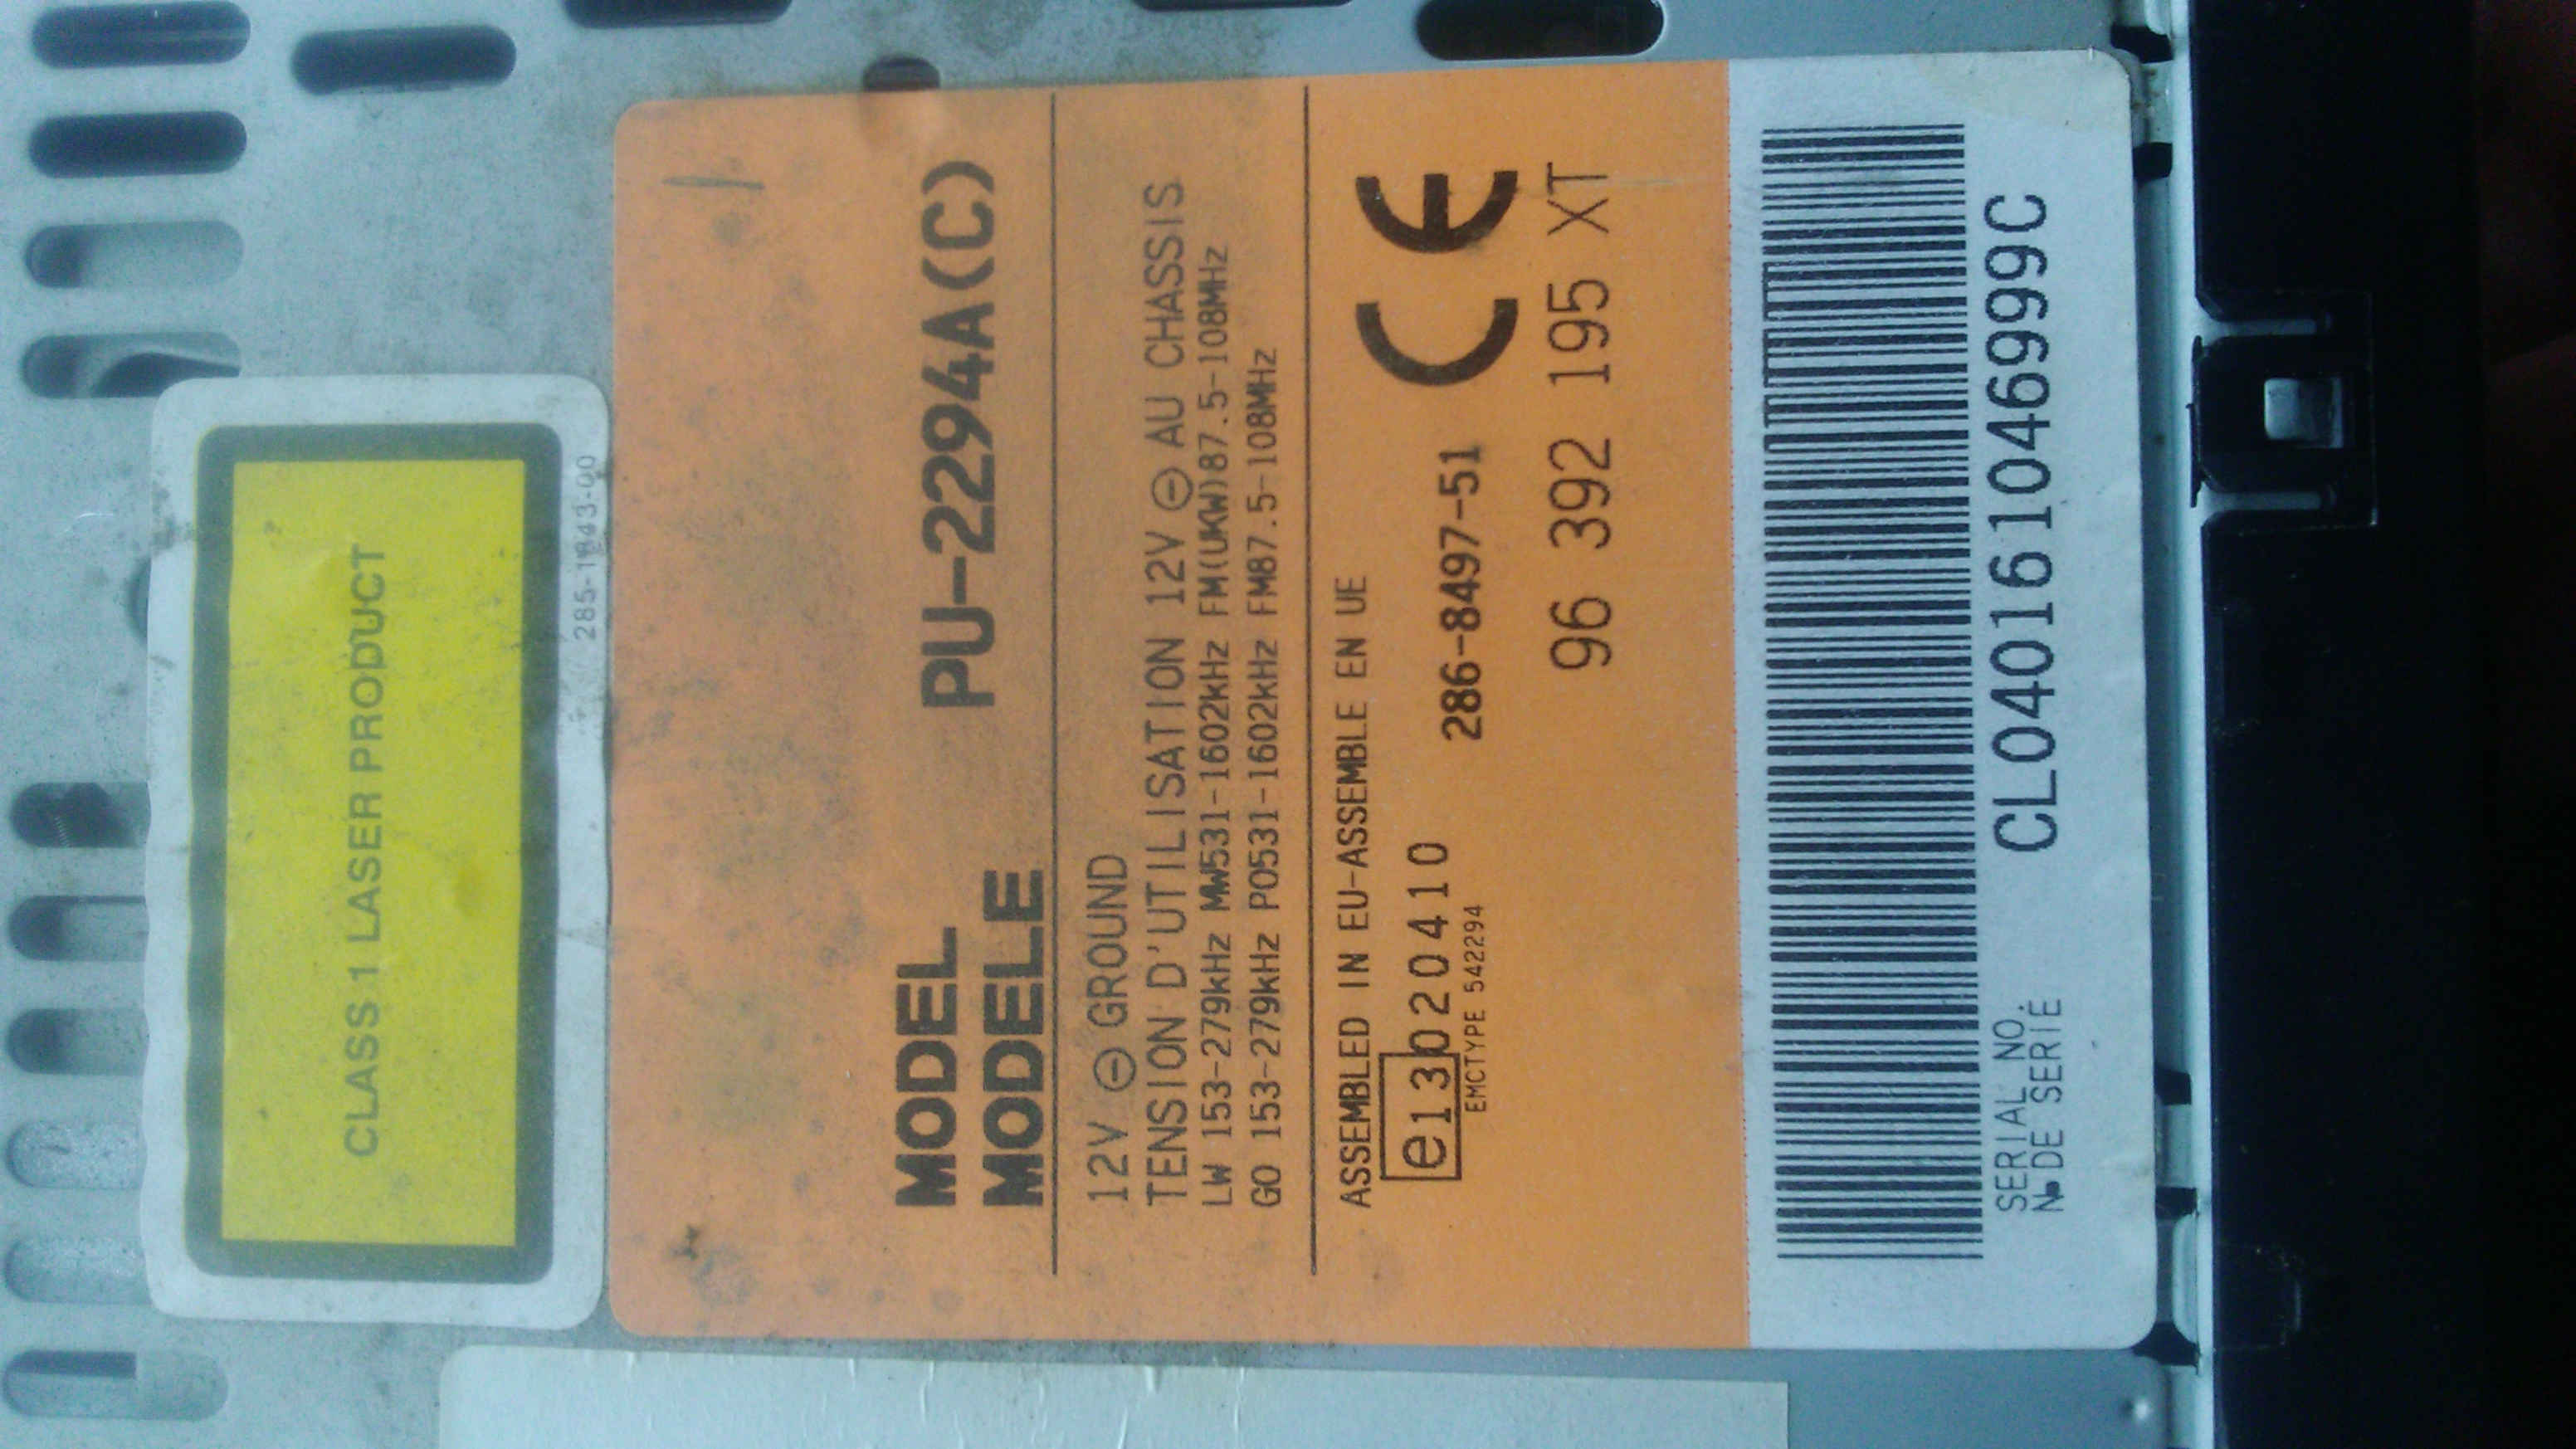 CLASS 1 LASER PRODUCT
285-1843-00
MODEL
MODELE
PU-2294A(C)
12V ⊖ GROUND
TENSION D'UTILISATION 12V ⊖ AU CHASSIS
LW 153-279kHz MW531-1602kHz FM(UKW)87.5-108MHz
GO 153-279kHz PO531-1602kHz FM87.5-108MHz
ASSEMBLED IN EU-ASSEMBLE EN UE
e13 020410
EMCTYPE 542294
286-8497-51
CE
96 392 195 XT
SERIAL NO.
N° DE SERIE
CL0401610469​99C